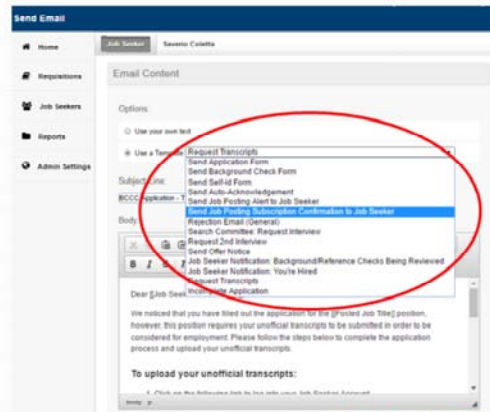 Send Email
Home
Job Seeker Saverio Coletta
Requisitions
Job Seekers
Reports
Admin Settings
Email Content
Options:
Use your own text
Use a Template
Request Transcripts
Send Application Form
Send Background Check Form
Send Self-Id Form
Send Auto-Acknowledgement
Send Job Posting Alert to Job Seeker
Send Job Posting Subscription Confirmation to Job Seeker
Rejection Email (General)
Search Committee: Request Interview
Request 2nd Interview
Send Offer Notice
Job Seeker Notification: Background/Reference Checks Being Reviewed
Job Seeker Notification: You're Hired
Request Transcripts
Incomplete Application
Subject Line:
BCCC Application - T
Body
B I
Dear [[Job Seek
We noticed that you have filled out the application for the [[Posted Job Title]] position,
however, this position requires your unofficial transcripts to be submitted in order to be
considered for employment. Please follow the steps below to complete the application
process and upload your unofficial transcripts.
To upload your unofficial transcripts:
1. Click on the following link to log into your Job Seeker Account
body p